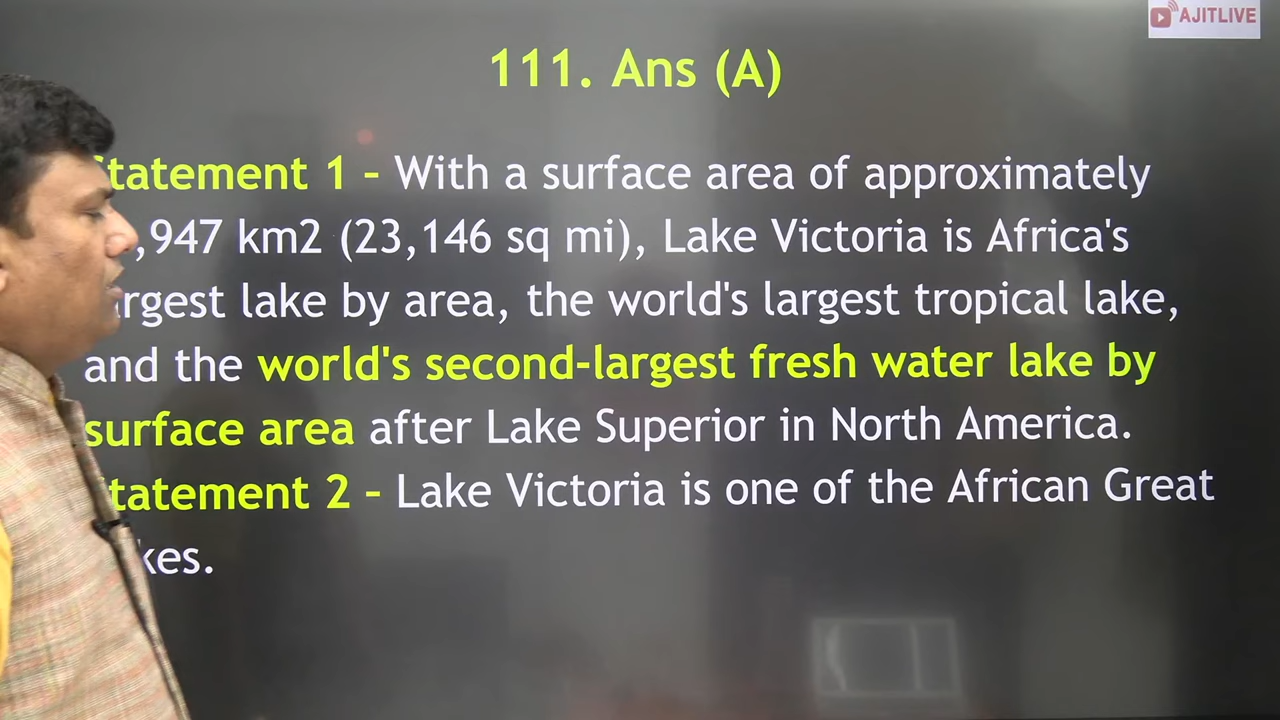 AJITLIVE
111. Ans (A)
tatement 1 – With a surface area of approximately
,947 km2 (23,146 sq mi), Lake Victoria is Africa's
rgest lake by area, the world's largest tropical lake,
and the world's second-largest fresh water lake by
surface area after Lake Superior in North America.
tatement 2 – Lake Victoria is one of the African Great
kes.